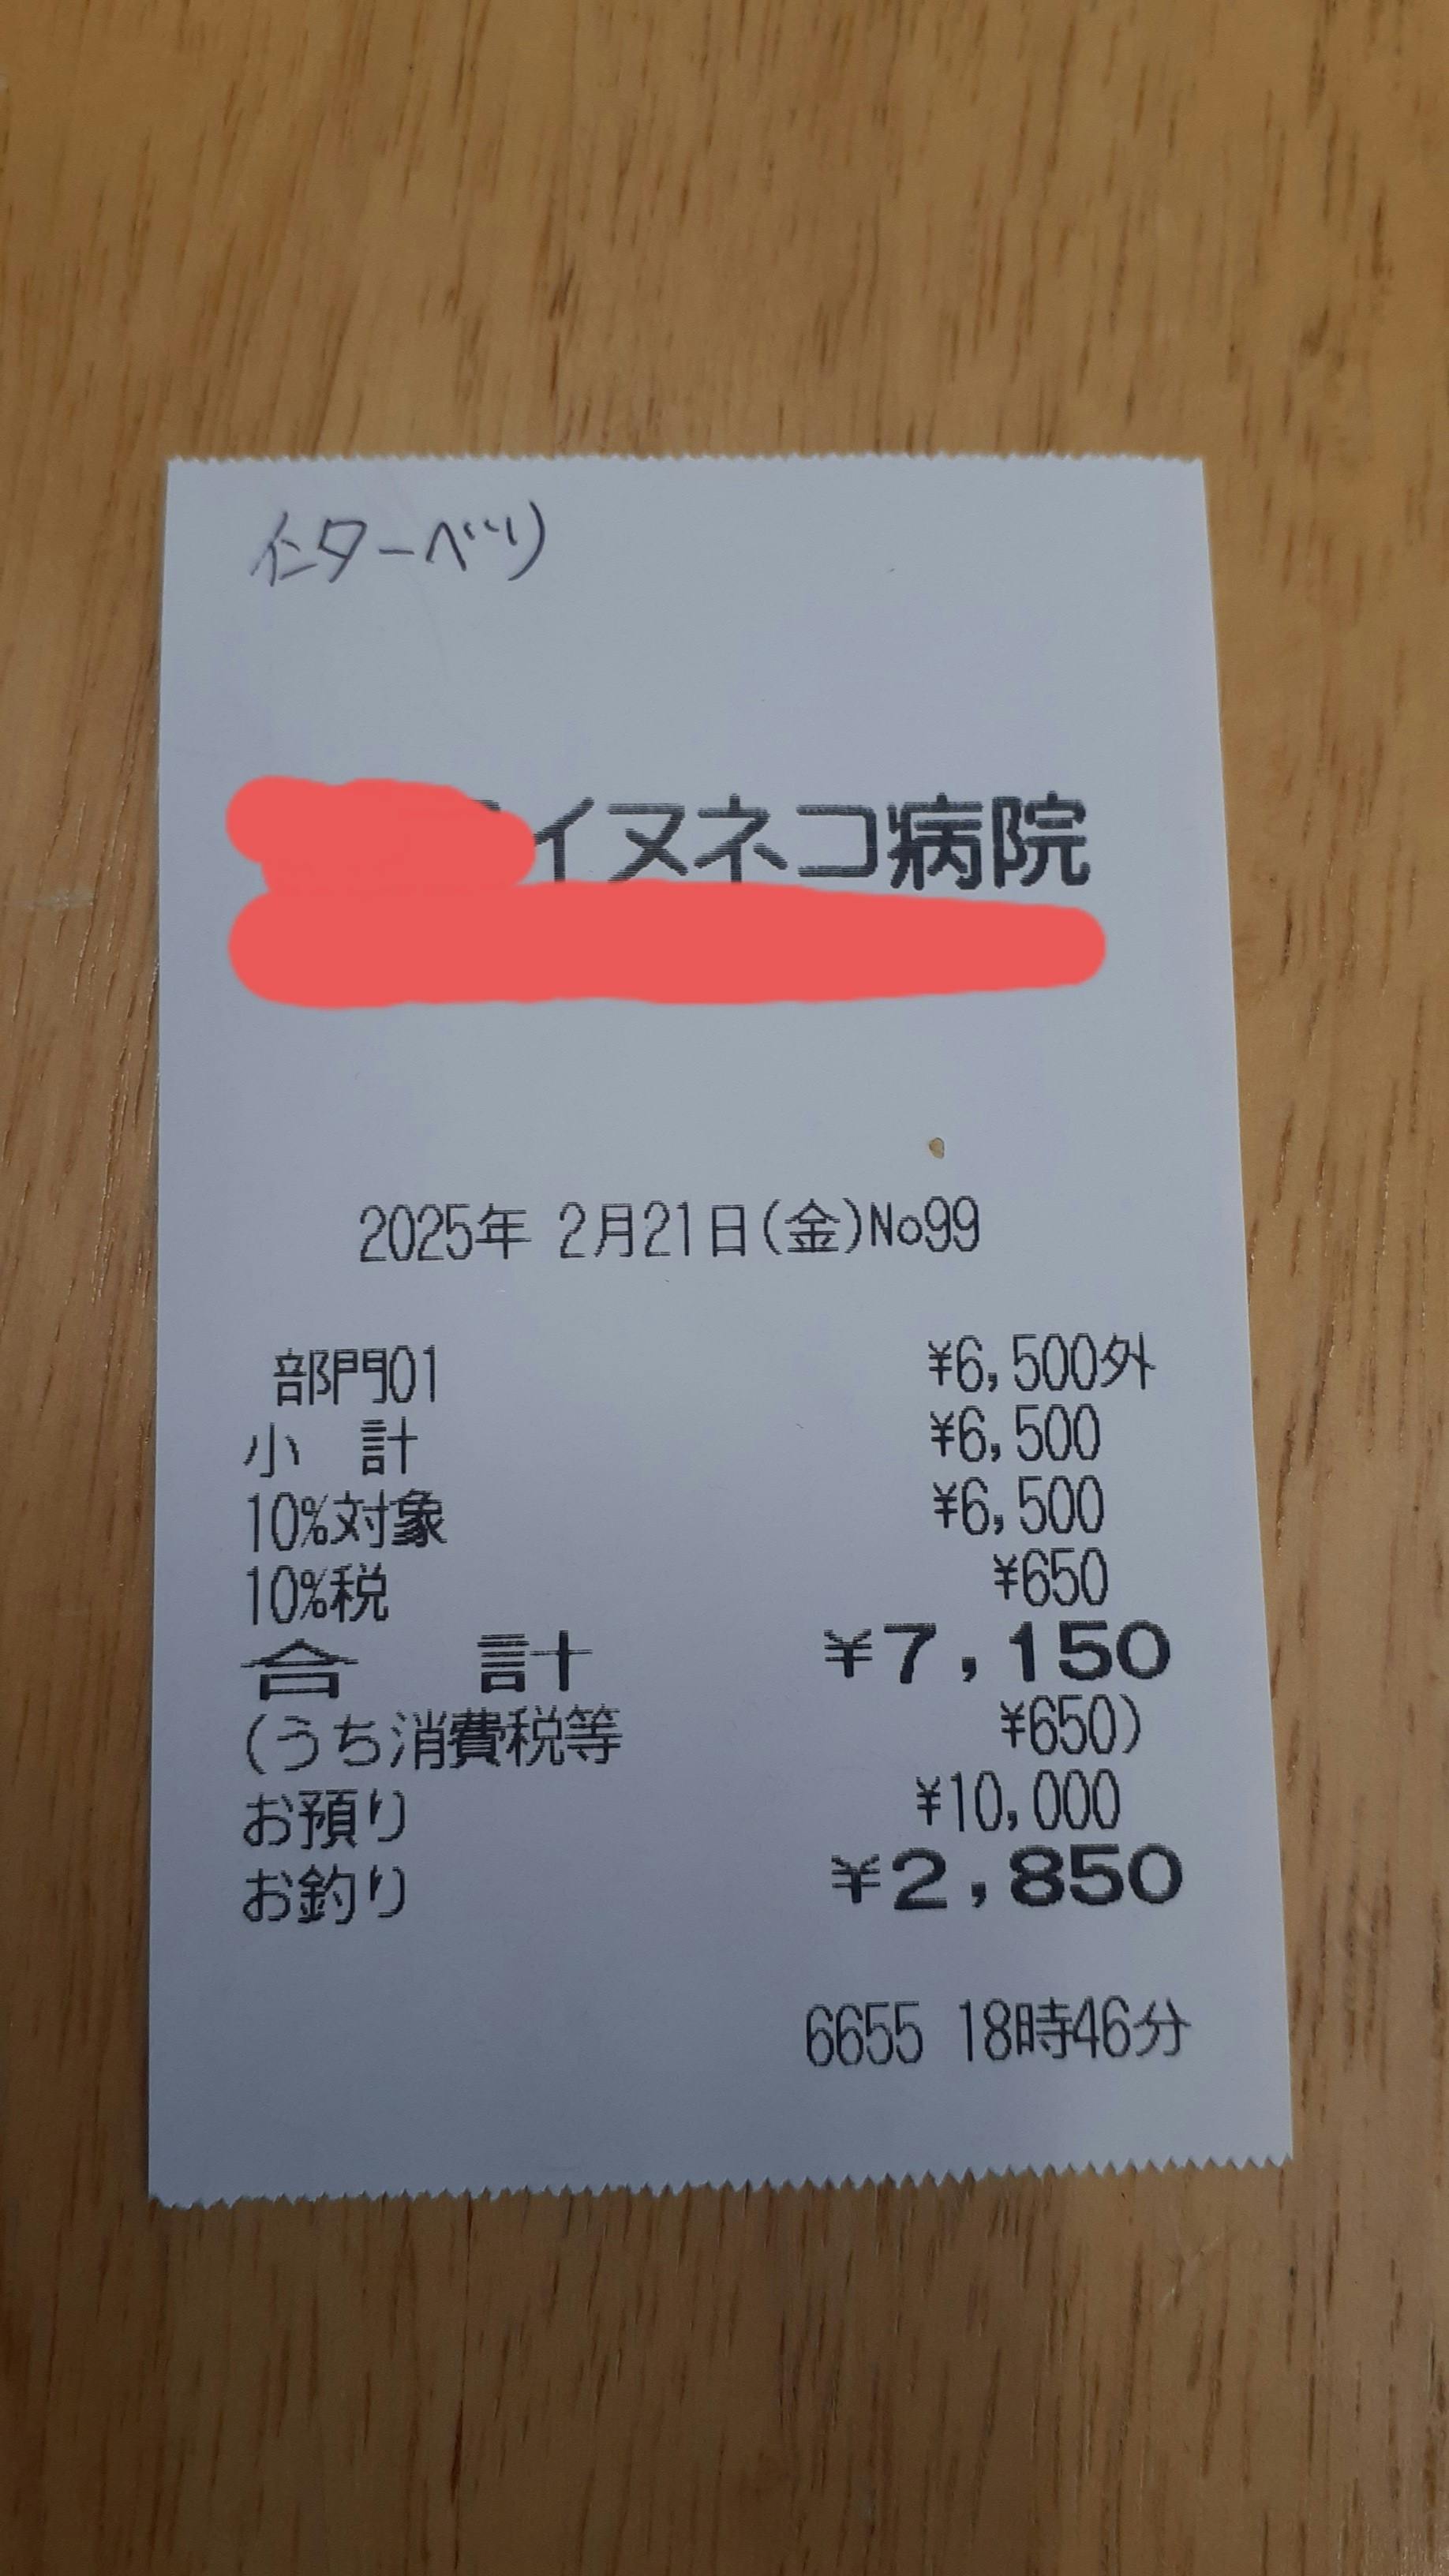 インターベリ
イヌネコ病院
2025年 2月21日(金)No99
部門01 ¥6,500外
小 計 ¥6,500
10%対象 ¥6,500
10%税 ¥650
合 計 ¥7,150
(うち消費税等 ¥650)
お預り ¥10,000
お釣り ¥2,850
6655 18時46分